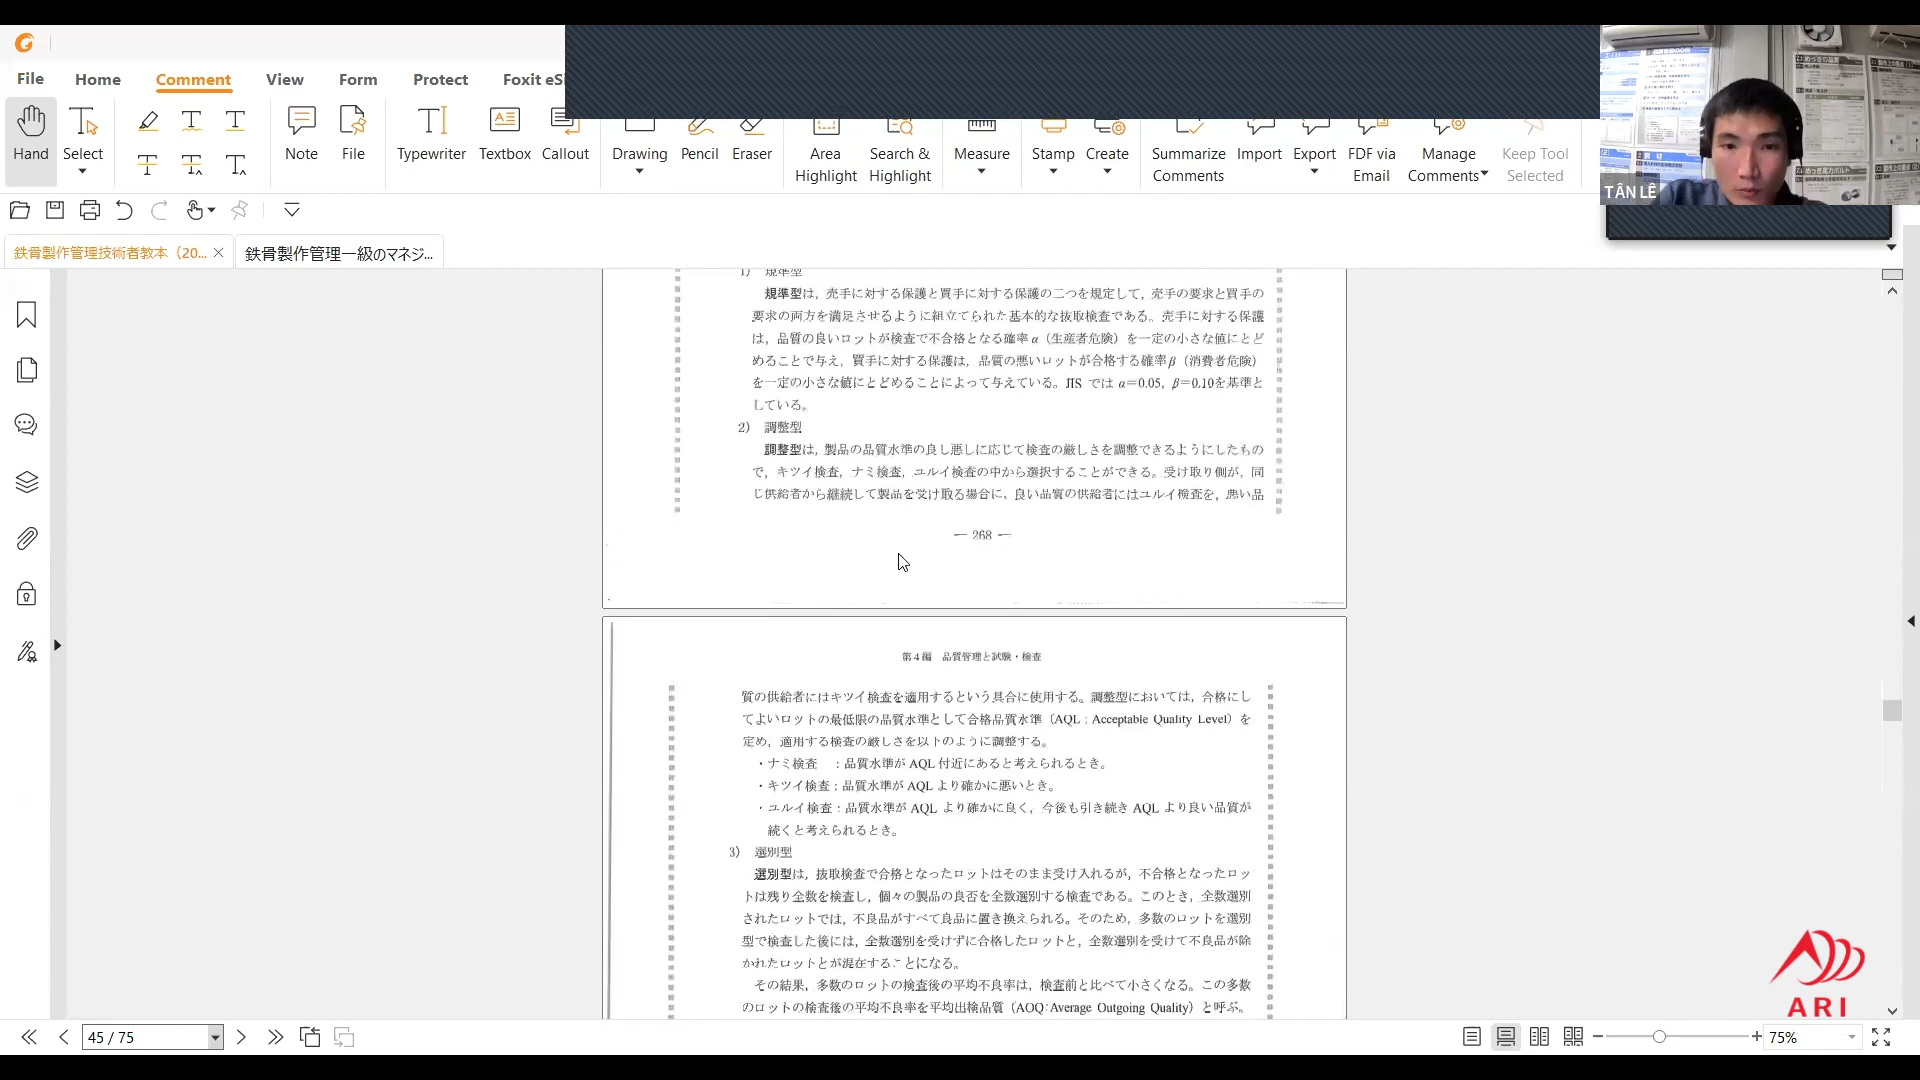 File Home Comment View Form Protect Foxit eSi
Hand Select Note File Typewriter Textbox Callout Drawing Pencil Eraser Area Highlight Search & Highlight Measure Stamp Create Summarize Comments Import Export FDF via Email Manage Comments Keep Tool Selected
TÂN LÊ
鉄骨製作管理技術者教本（20... 鉄骨製作管理一級のマネジ...
1) 規準型
規準型は，売手に対する保護と買手に対する保護の二つを規定して，売手の要求と買手の
要求の両方を満足させるように組立てられた基本的な抜取検査である。売手に対する保護
は，品質の良いロットが検査で不合格となる確率α（生産者危険）を一定の小さな値にとど
めることで与え，買手に対する保護は，品質の悪いロットが合格する確率β（消費者危険）
を一定の小さな値にとどめることによって与えている。JIS では α＝0.05，β＝0.10を基準と
している。
2) 調整型
調整型は，製品の品質水準の良し悪しに応じて検査の厳しさを調整できるようにしたもの
で，キツイ検査，ナミ検査，ユルイ検査の中から選択することができる。受け取り側が，同
じ供給者から継続して製品を受け取る場合に，良い品質の供給者にはユルイ検査を，悪い品
— 268 —
第4編 品質管理と試験・検査
質の供給者にはキツイ検査を適用するという具合に使用する。調整型においては，合格にし
てよいロットの最低限の品質水準として合格品質水準（AQL：Acceptable Quality Level）を
定め，適用する検査の厳しさを以下のように調整する。
・ナミ検査 ：品質水準が AQL 付近にあると考えられるとき。
・キツイ検査：品質水準が AQL より確かに悪いとき。
・ユルイ検査：品質水準が AQL より確かに良く，今後も引き続き AQL より良い品質が
続くと考えられるとき。
3) 選別型
選別型は，抜取検査で合格となったロットはそのまま受け入れるが，不合格となったロッ
トは残り全数を検査し，個々の製品の良否を全数選別する検査である。このとき，全数選別
されたロットでは，不良品がすべて良品に置き換えられる。そのため，多数のロットを選別
型で検査した後には，全数選別を受けずに合格したロットと，全数選別を受けて不良品が除
かれたロットとが混在することになる。
その結果，多数のロットの検査後の平均不良率は，検査前と比べて小さくなる。この多数
のロットの検査後の平均不良率を平均出検品質（AOQ：Average Outgoing Quality）と呼ぶ。
ARI
45 / 75
75%